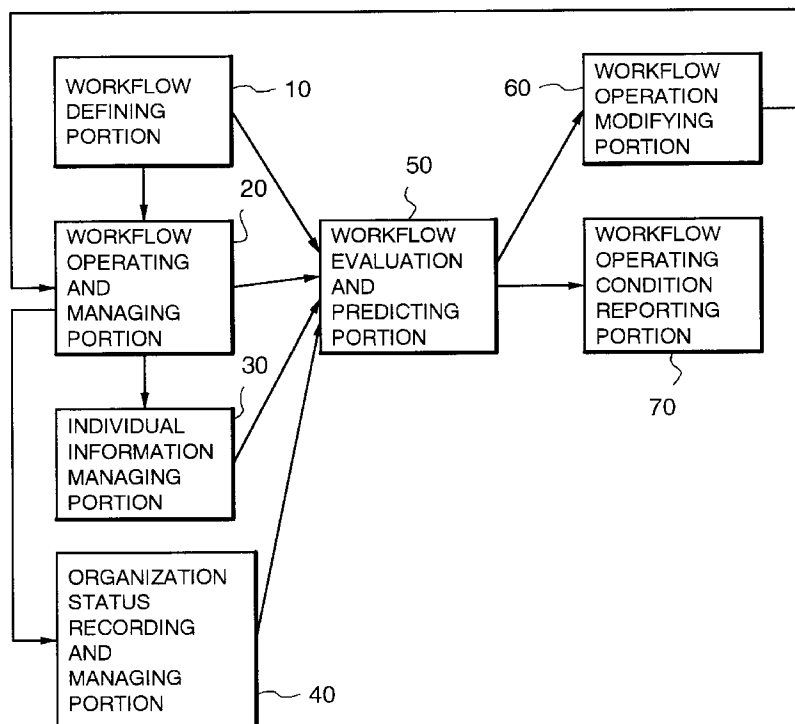 WORKFLOW
DEFINING
PORTION
10
WORKFLOW
OPERATING
AND
MANAGING
PORTION
20
INDIVIDUAL
INFORMATION
MANAGING
PORTION
30
ORGANIZATION
STATUS
RECORDING
AND
MANAGING
PORTION
40
WORKFLOW
EVALUATION
AND
PREDICTING
PORTION
50
WORKFLOW
OPERATION
MODIFYING
PORTION
60
WORKFLOW
OPERATING
CONDITION
REPORTING
PORTION
70